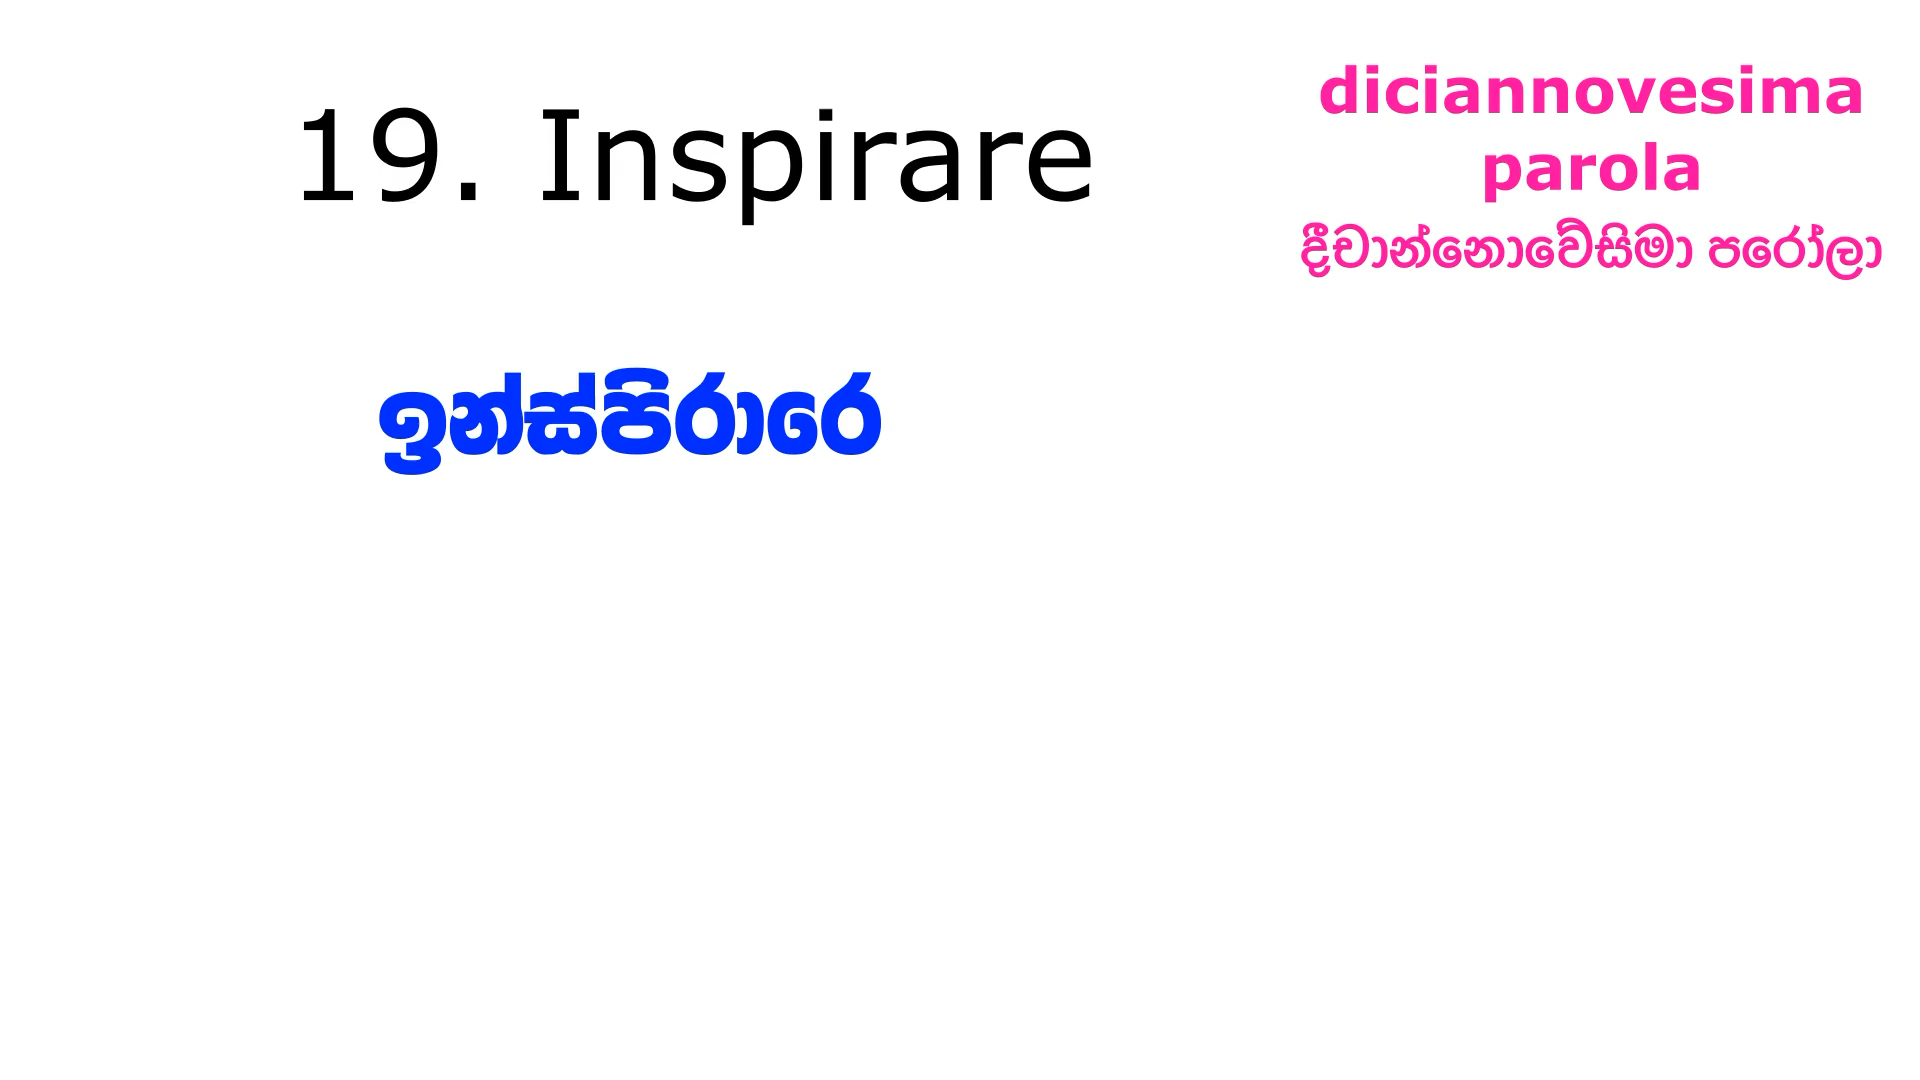 19. Inspirare
diciannovesima
parola
දීචාන්නොවේසිමා පරෝලා
ඉන්ස්පිරාරෙ